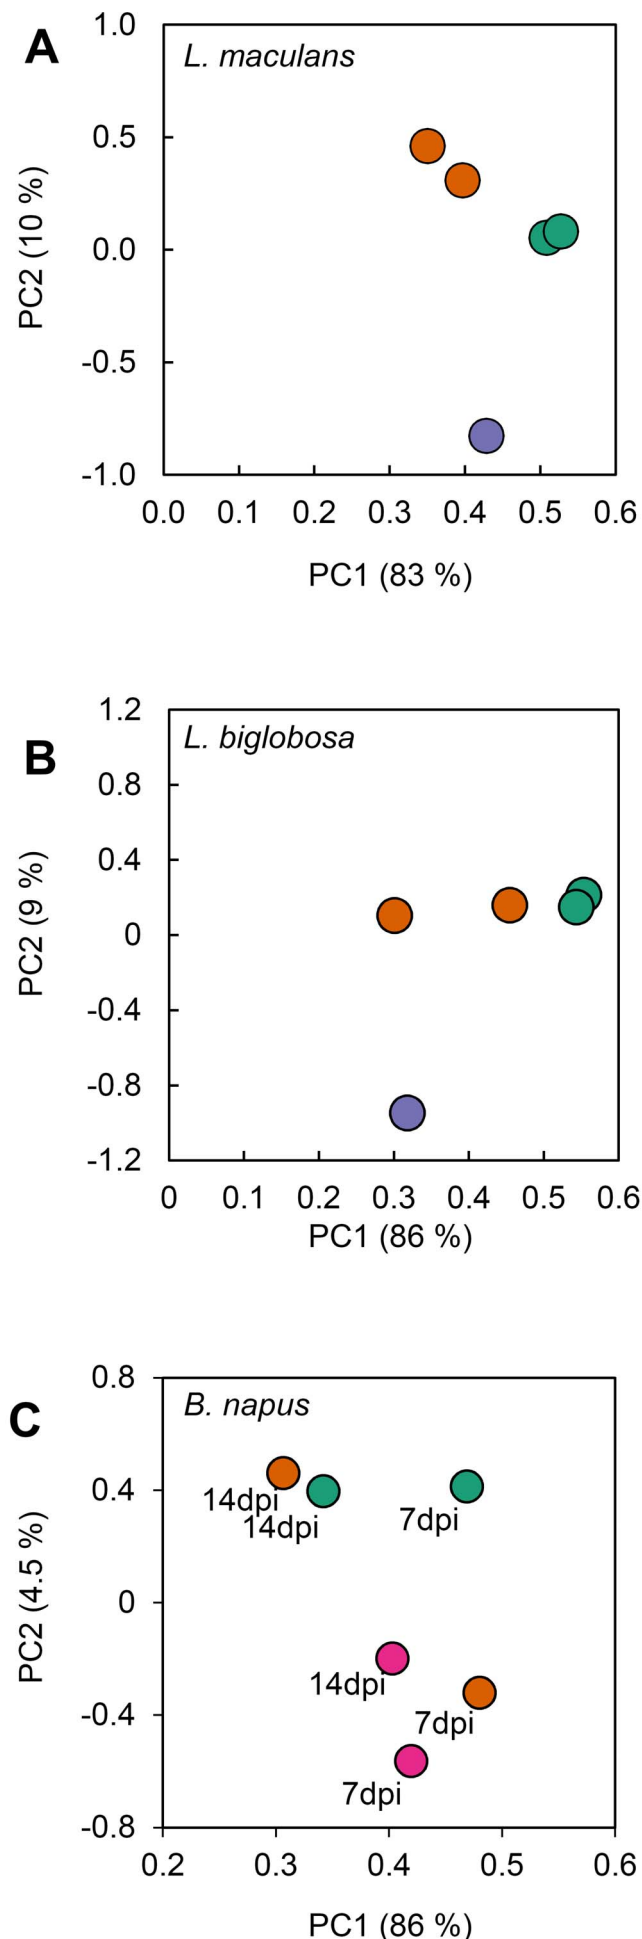 A
L. maculans
1.0
0.5
0.0
-0.5
-1.0
PC2 (10 %)
0.0 0.1 0.2 0.3 0.4 0.5 0.6
PC1 (83 %)
B
L. biglobosa
1.2
0.8
0.4
0
-0.4
-0.8
-1.2
PC2 (9 %)
0 0.1 0.2 0.3 0.4 0.5 0.6
PC1 (86 %)
C
B. napus
0.8
0.4
0
-0.4
-0.8
PC2 (4.5 %)
14dpi
14dpi
7dpi
14dpi
7dpi
7dpi
0.2 0.3 0.4 0.5 0.6
PC1 (86 %)